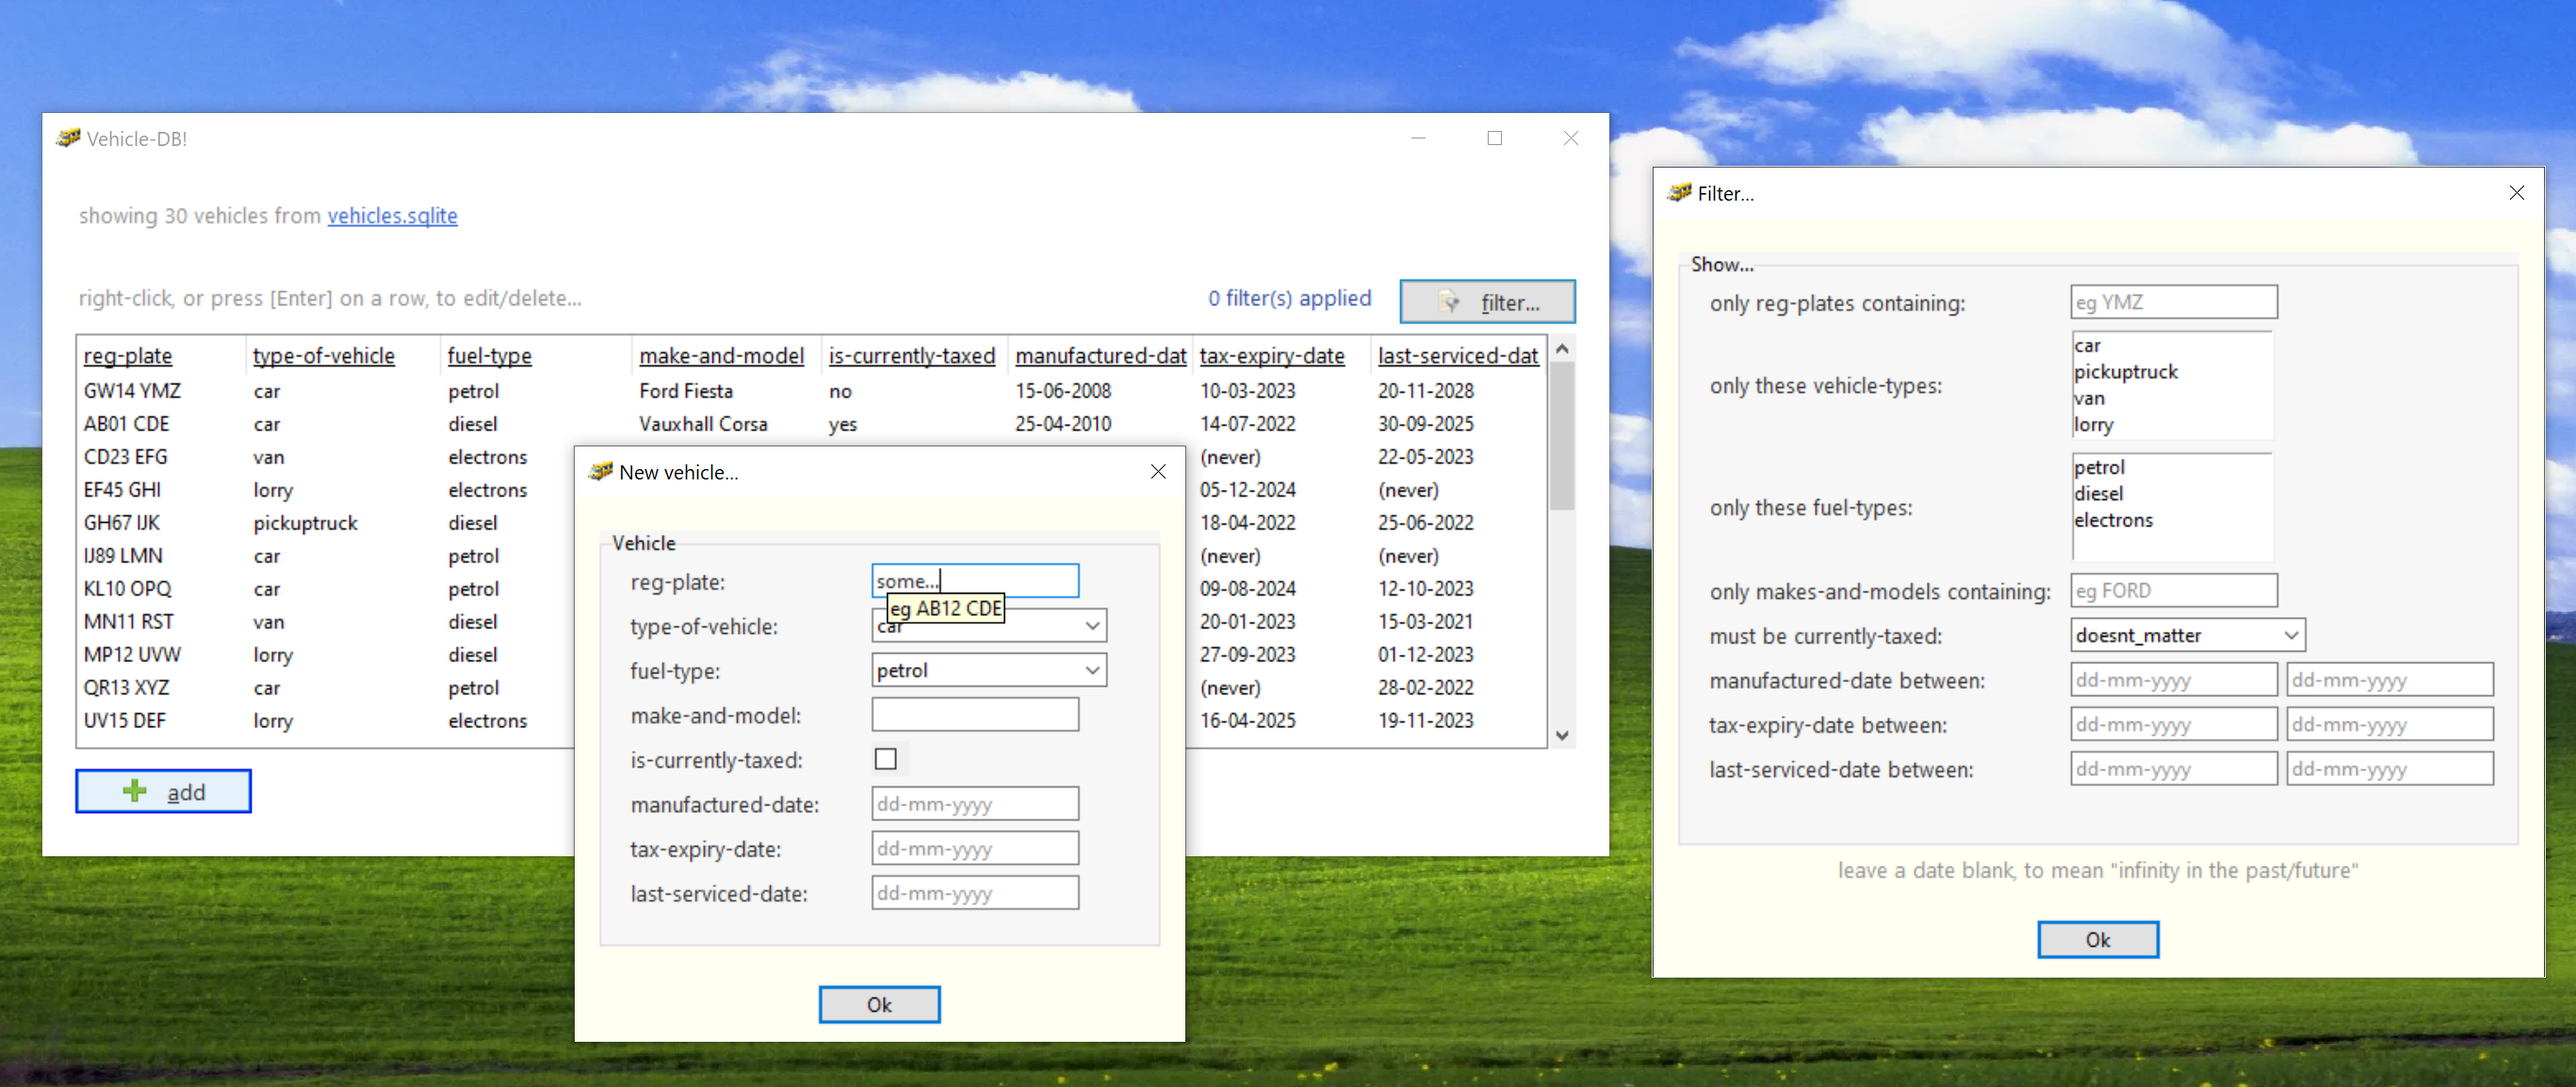 Vehicle-DB!
showing 30 vehicles from vehicles.sqlite
right-click, or press [Enter] on a row, to edit/delete...
0 filter(s) applied
filter...
reg-plate type-of-vehicle fuel-type make-and-model is-currently-taxed manufactured-dat tax-expiry-date last-serviced-dat
GW14 YMZ car petrol Ford Fiesta no 15-06-2008 10-03-2023 20-11-2028
AB01 CDE car diesel Vauxhall Corsa yes 25-04-2010 14-07-2022 30-09-2025
CD23 EFG van electrons (never) 22-05-2023
EF45 GHI lorry electrons 05-12-2024 (never)
GH67 IJK pickuptruck diesel 18-04-2022 25-06-2022
IJ89 LMN car petrol (never) (never)
KL10 OPQ car petrol 09-08-2024 12-10-2023
MN11 RST van diesel 20-01-2023 15-03-2021
MP12 UVW lorry diesel 27-09-2023 01-12-2023
QR13 XYZ car petrol (never) 28-02-2022
UV15 DEF lorry electrons 16-04-2025 19-11-2023
add
New vehicle...
Vehicle
reg-plate: some...
eg AB12 CDE
type-of-vehicle: car
fuel-type: petrol
make-and-model:
is-currently-taxed:
manufactured-date: dd-mm-yyyy
tax-expiry-date: dd-mm-yyyy
last-serviced-date: dd-mm-yyyy
Ok
Filter...
Show...
only reg-plates containing: eg YMZ
only these vehicle-types:
car
pickuptruck
van
lorry
only these fuel-types:
petrol
diesel
electrons
only makes-and-models containing: eg FORD
must be currently-taxed: doesnt_matter
manufactured-date between: dd-mm-yyyy dd-mm-yyyy
tax-expiry-date between: dd-mm-yyyy dd-mm-yyyy
last-serviced-date between: dd-mm-yyyy dd-mm-yyyy
leave a date blank, to mean "infinity in the past/future"
Ok